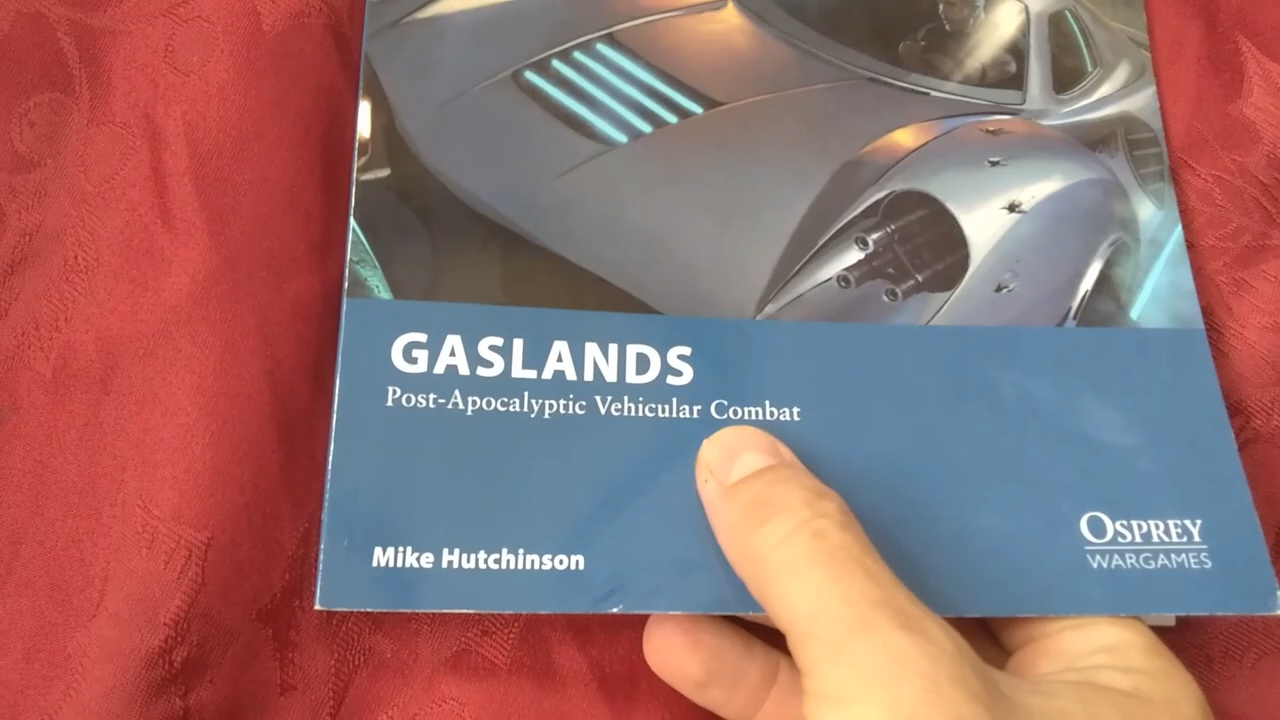 GASLANDS
Post-Apocalyptic Vehicular Combat
Mike Hutchinson
OSPREY
WARGAMES